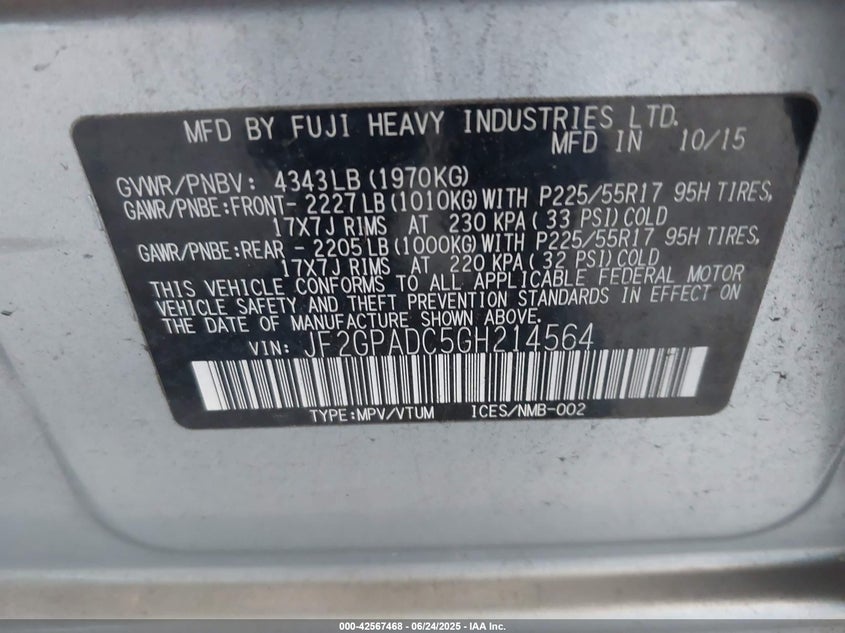 MFD BY FUJI HEAVY INDUSTRIES LTD.
MFD IN 10/15
GVWR/PNBV: 4343LB(1970KG)
GAWR/PNBE:FRONT- 2227LB(1010KG)WITH P225/55R17 95H TIRES,
17X7J RIMS AT 230 KPA( 33 PSI)COLD
GAWR/PNBE:REAR - 2205LB(1000KG)WITH P225/55R17 95H TIRES,
17X7J RIMS AT 220 KPA( 32 PSI)COLD
THIS VEHICLE CONFORMS TO ALL APPLICABLE FEDERAL MOTOR
VEHICLE SAFETY AND THEFT PREVENTION STANDARDS IN EFFECT ON
THE DATE OF MANUFACTURE SHOWN ABOVE.
VIN: JF2GPADC5GH214564
TYPE:MPV/VTUM ICES/NMB-002
000-42567468 - 06/24/2025 - IAA Inc.